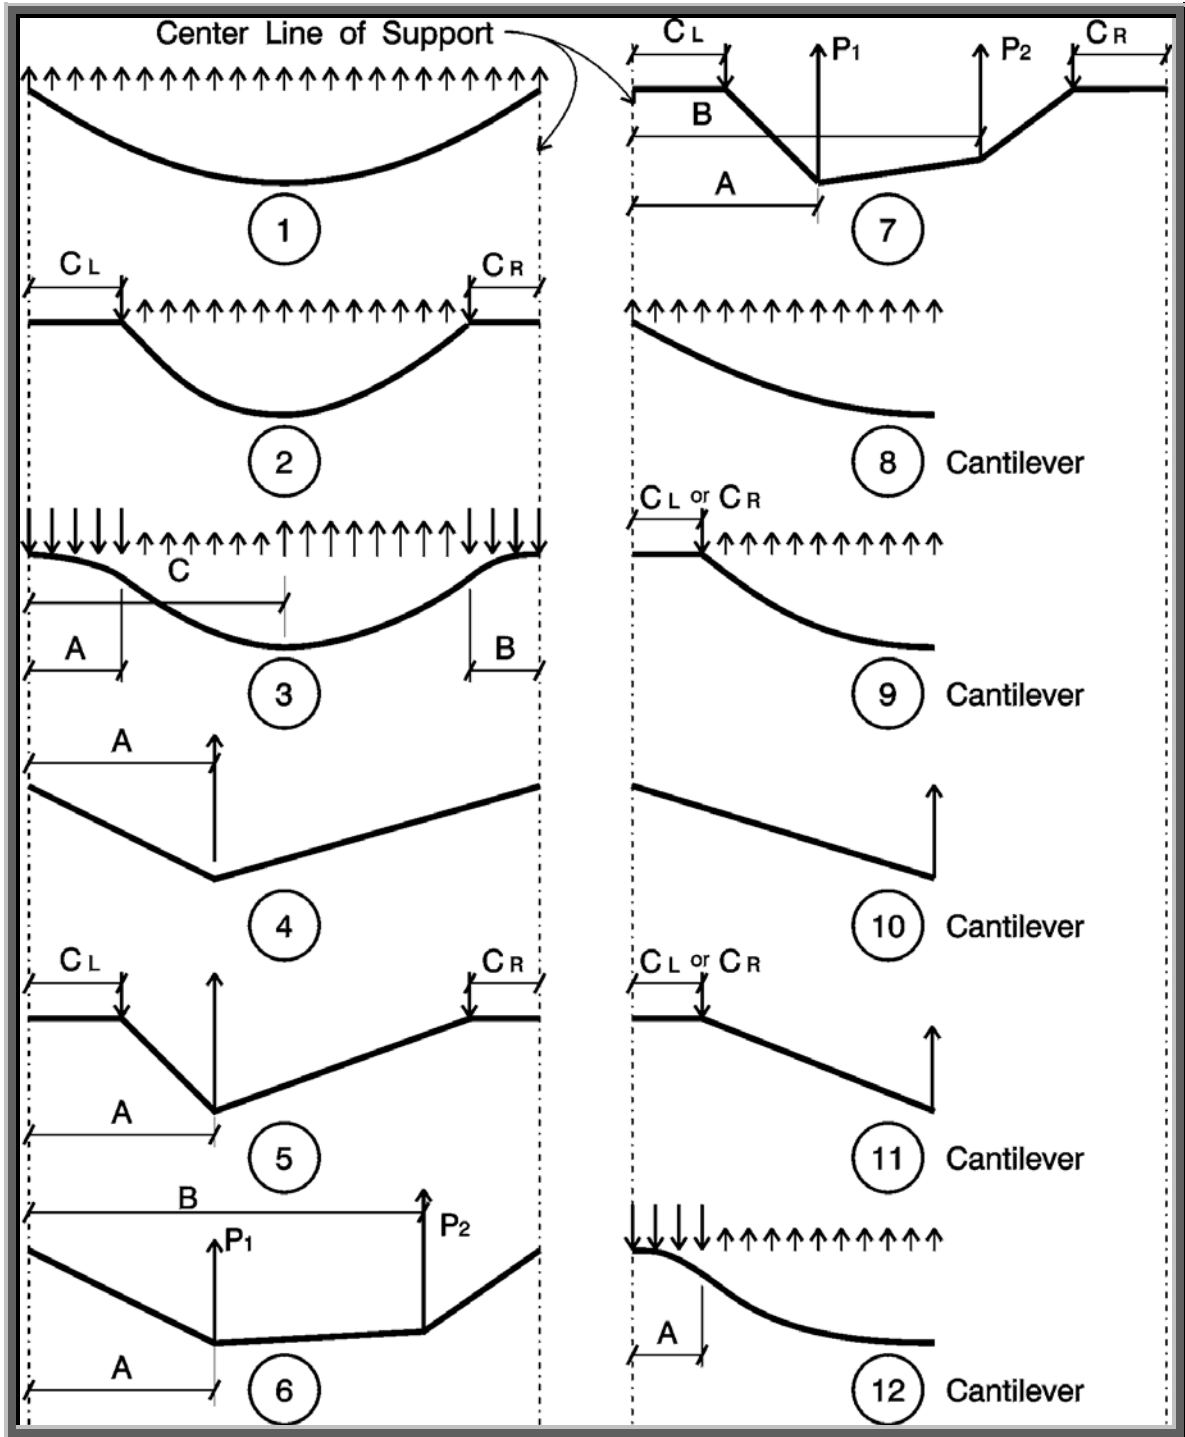 Center Line of Support
1
CL
CR
2
C
A
B
3
A
4
CL
CR
A
5
B
P1
P2
A
6
CL
P1
P2
CR
B
A
7
8 Cantilever
CL or CR
9 Cantilever
10 Cantilever
CL or CR
11 Cantilever
A
12 Cantilever